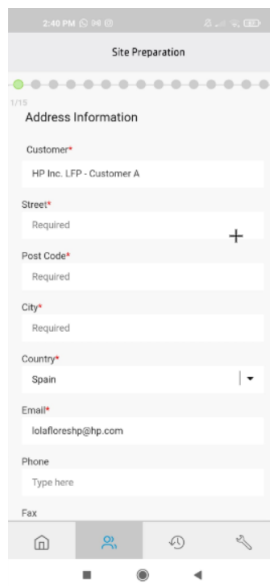 2:40 PM
Site Preparation
1/15
Address Information
Customer*
HP Inc. LFP - Customer A
Street*
Required
Post Code*
Required
City*
Required
Country*
Spain
Email*
lolafloreshp@hp.com
Phone
Type here
Fax